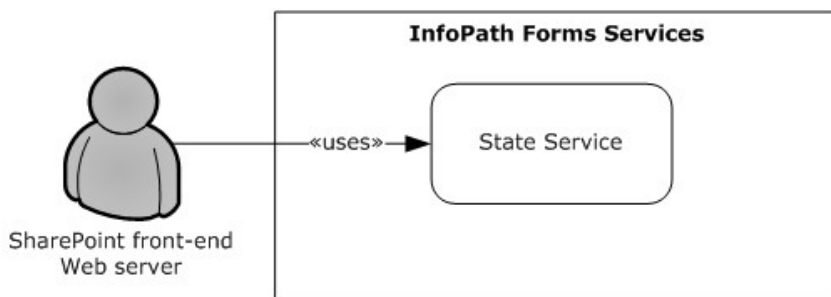 InfoPath Forms Services
«uses»
State Service
SharePoint front-end
Web server